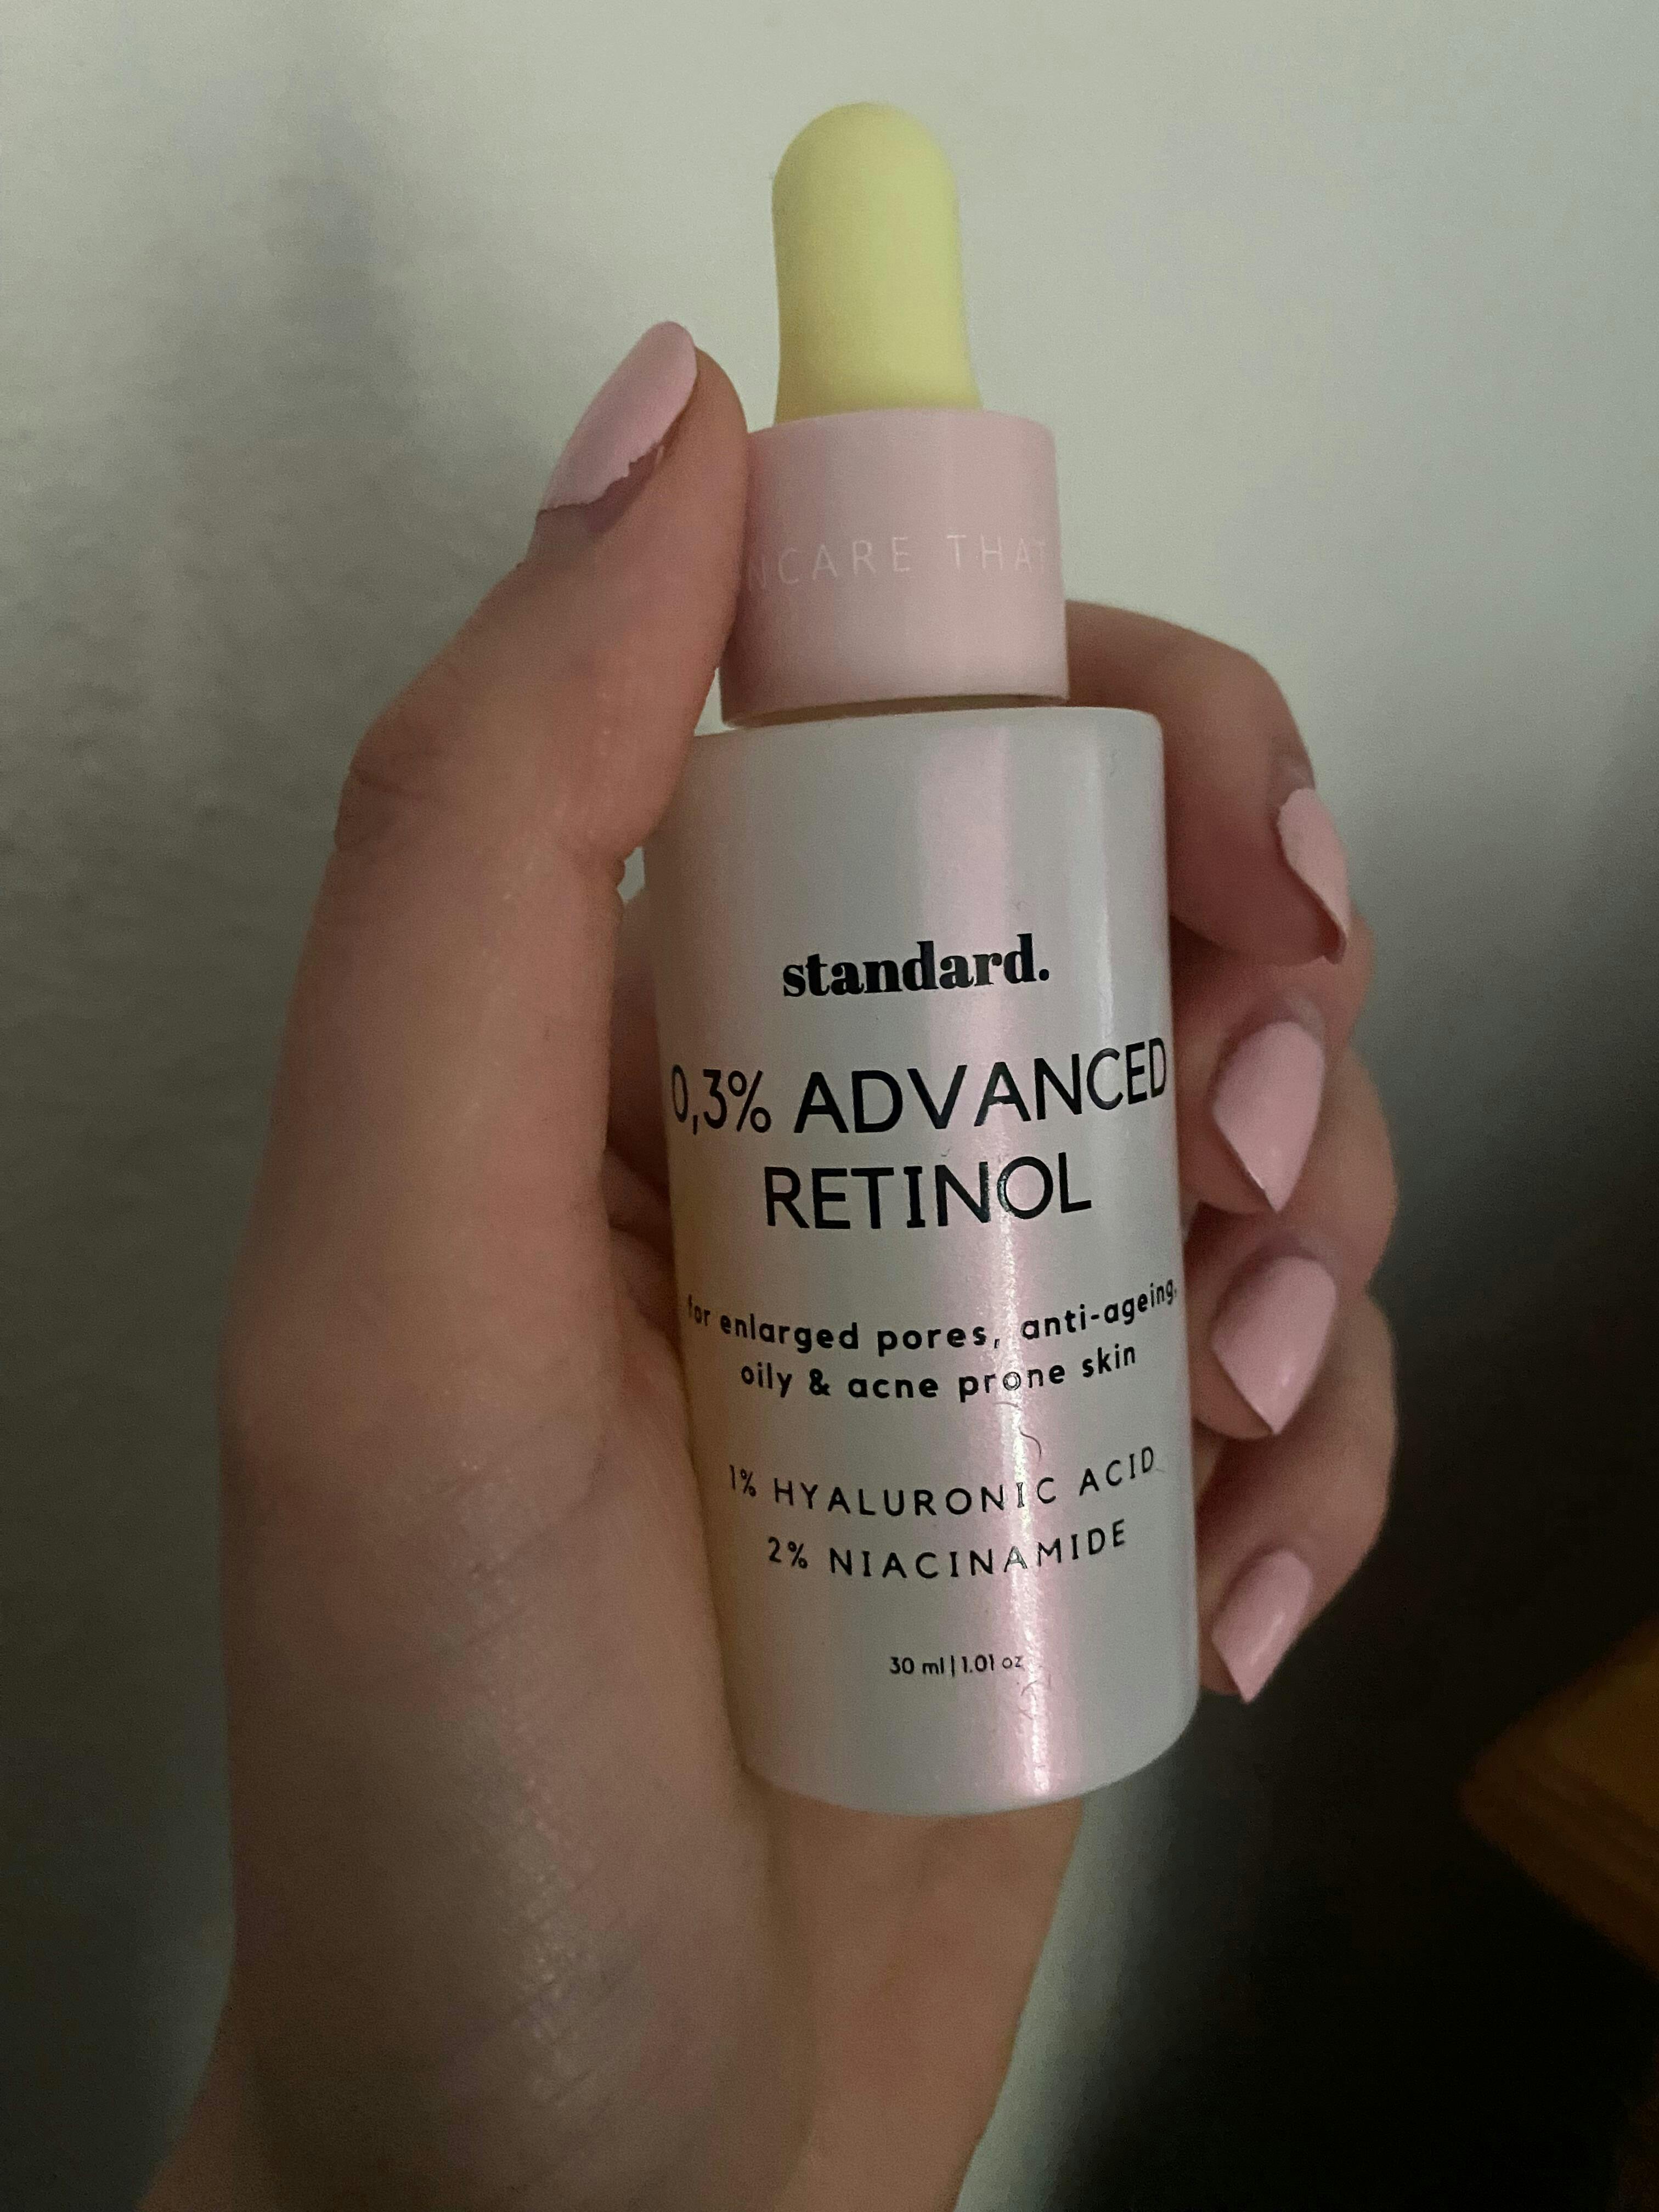 THAT
standard.
0,3% ADVANCED
RETINOL
for enlarged pores, anti-ageing,
oily & acne prone skin
1% HYALURONIC ACID
2% NIACINAMIDE
30 ml | 1.01 oz